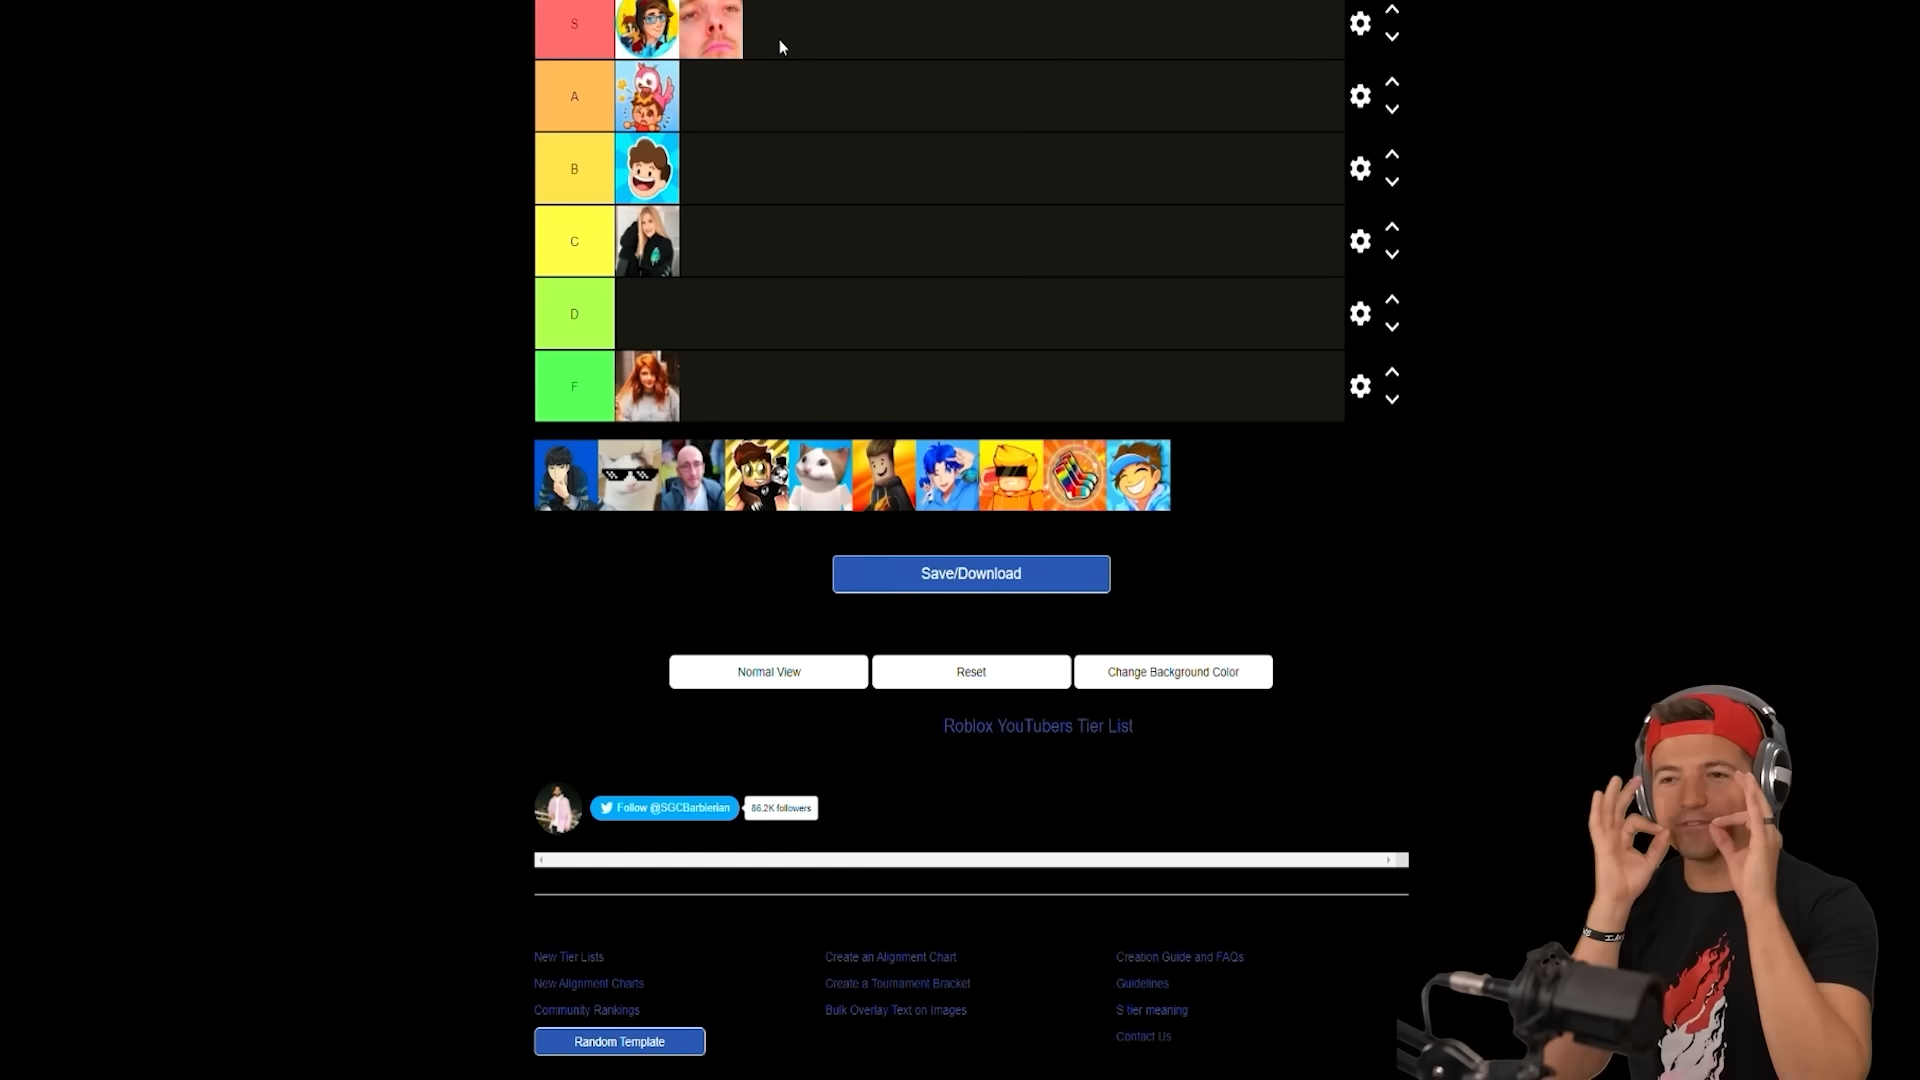 S
A
B
C
D
F
Save/Download
Normal View
Reset
Change Background Color
Roblox YouTubers Tier List
Follow @SGCBarbierian
86.2K followers
New Tier Lists
Create an Alignment Chart
Creation Guide and FAQs
New Alignment Charts
Create a Tournament Bracket
Guidelines
Community Rankings
Bulk Overlay Text on Images
S tier meaning
Random Template
Contact Us